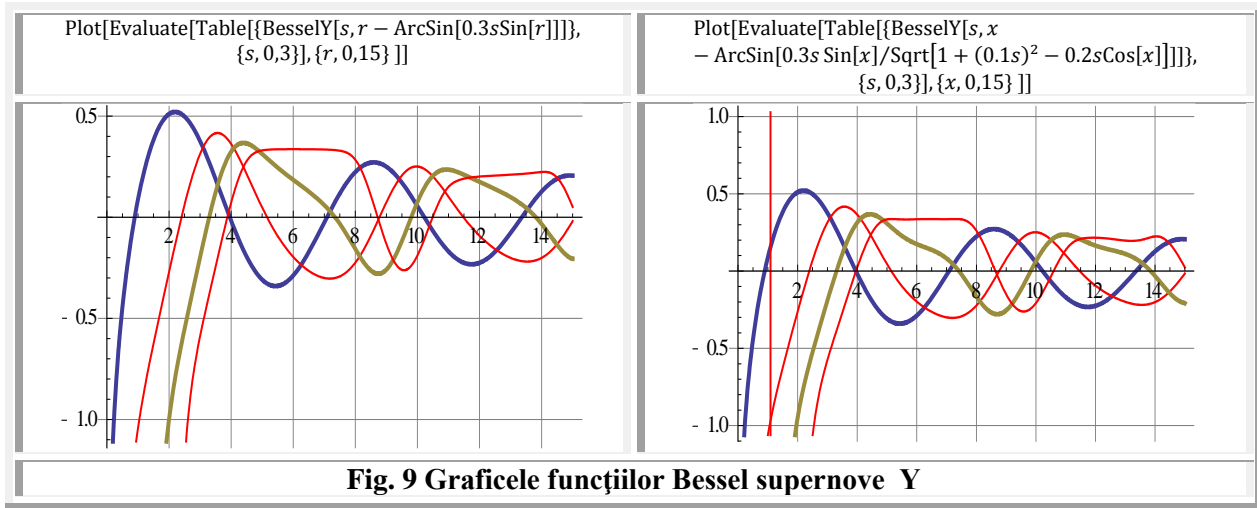 Plot[Evaluate[Table[{BesselY[s, r − ArcSin[0.3sSin[r]]]},
{s, 0,3}], {r, 0,15} ]]
Plot[Evaluate[Table[{BesselY[s, x
− ArcSin[0.3s Sin[x]/Sqrt[1 + (0.1s)² − 0.2sCos[x]]]]},
{s, 0,3}], {x, 0,15} ]]
0.5
2 4 6 8 10 12 14
- 0.5
- 1.0
1.0
0.5
2 4 6 8 10 12 14
- 0.5
- 1.0
Fig. 9 Graficele funcţiilor Bessel supernove Y